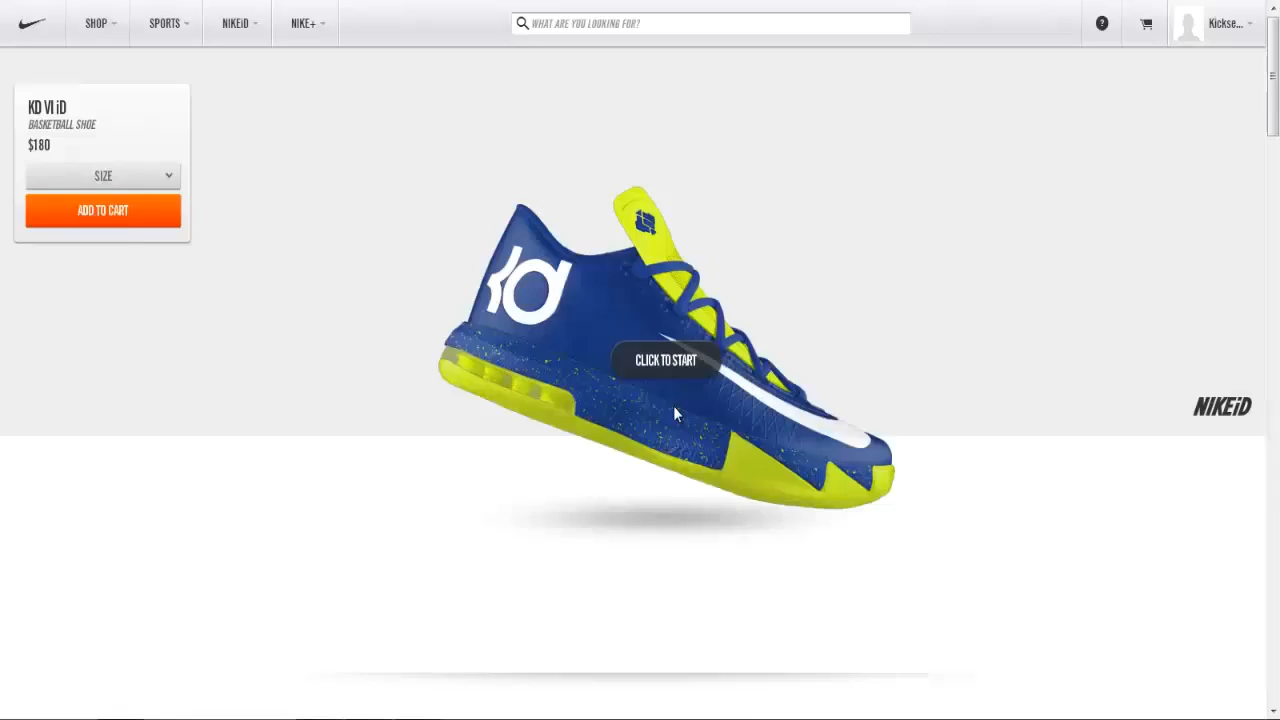 SHOP
SPORTS
NIKEiD
NIKE+
WHAT ARE YOU LOOKING FOR?
?
Kickse...
KD VI iD
BASKETBALL SHOE
$180
SIZE
ADD TO CART
kd
CLICK TO START
NIKEiD